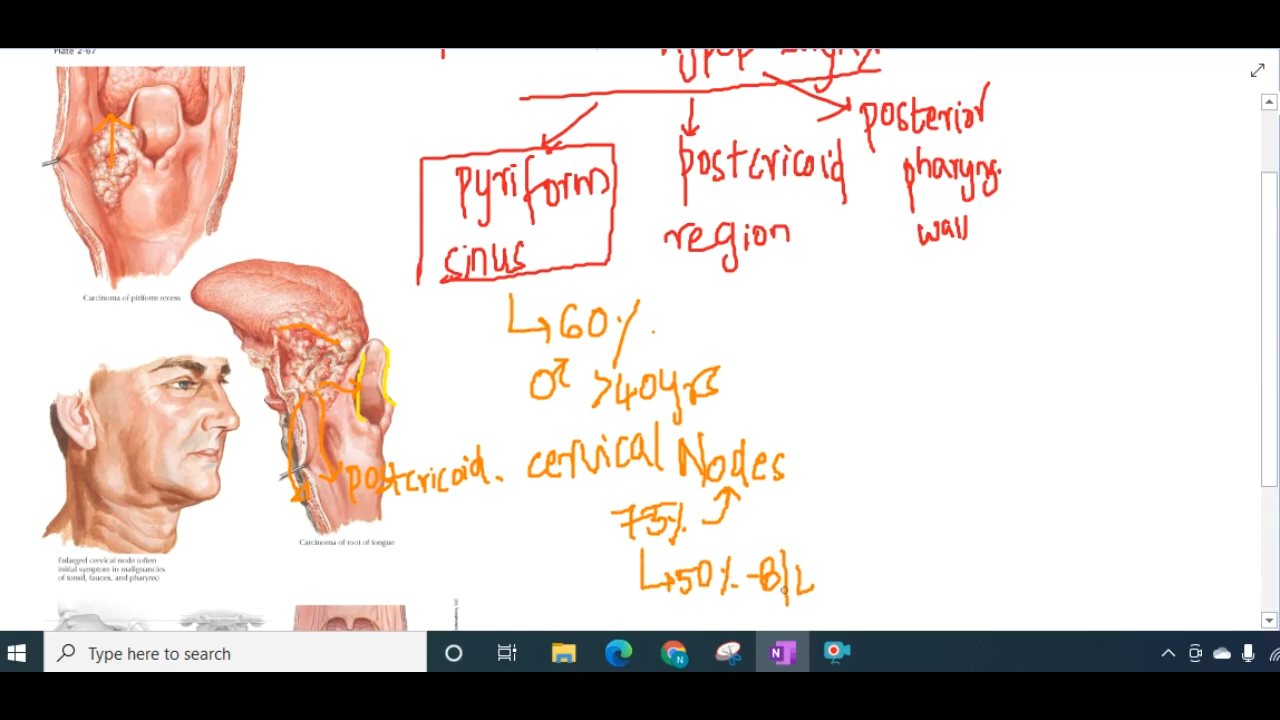 Plate 2-67
posterior
pharyng.
wall
postcricoid
region
pyriform
sinus
Carcinoma of piriform recess
60%.
♂ >40yrs
cervical Nodes
postcricoid.
75%
50% - B/L
Carcinoma of root of tongue
Enlarged cervical node (often
initial symptom in malignancies
of tonsil, fauces, and pharynx)
Type here to search